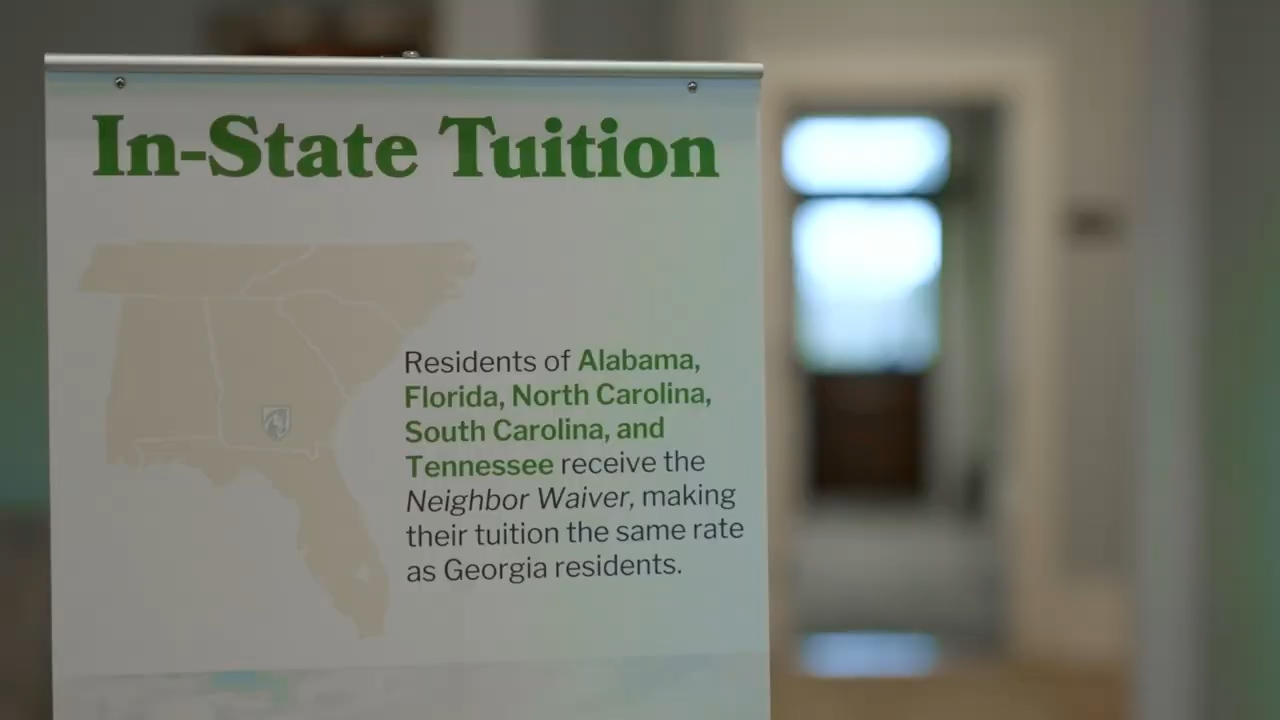 In-State Tuition
Residents of Alabama,
Florida, North Carolina,
South Carolina, and
Tennessee receive the
Neighbor Waiver, making
their tuition the same rate
as Georgia residents.